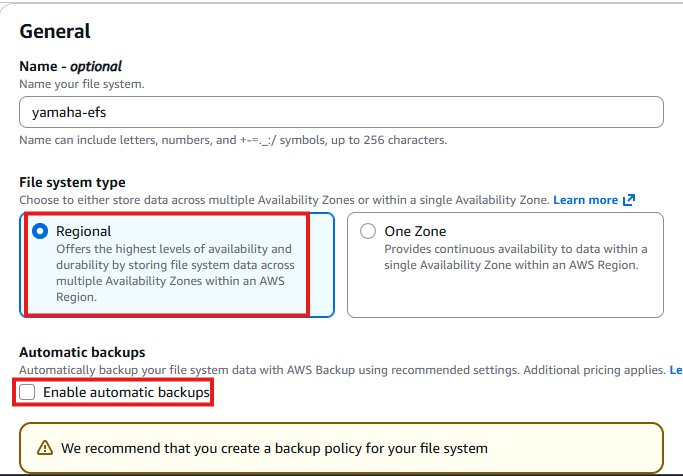 General
Name - optional
Name your file system.
yamaha-efs
Name can include letters, numbers, and +-=._:/ symbols, up to 256 characters.
File system type
Choose to either store data across multiple Availability Zones or within a single Availability Zone. Learn more
Regional
Offers the highest levels of availability and
durability by storing file system data across
multiple Availability Zones within an AWS
Region.
One Zone
Provides continuous availability to data within a
single Availability Zone within an AWS Region.
Automatic backups
Automatically backup your file system data with AWS Backup using recommended settings. Additional pricing applies. Le
Enable automatic backups
We recommend that you create a backup policy for your file system